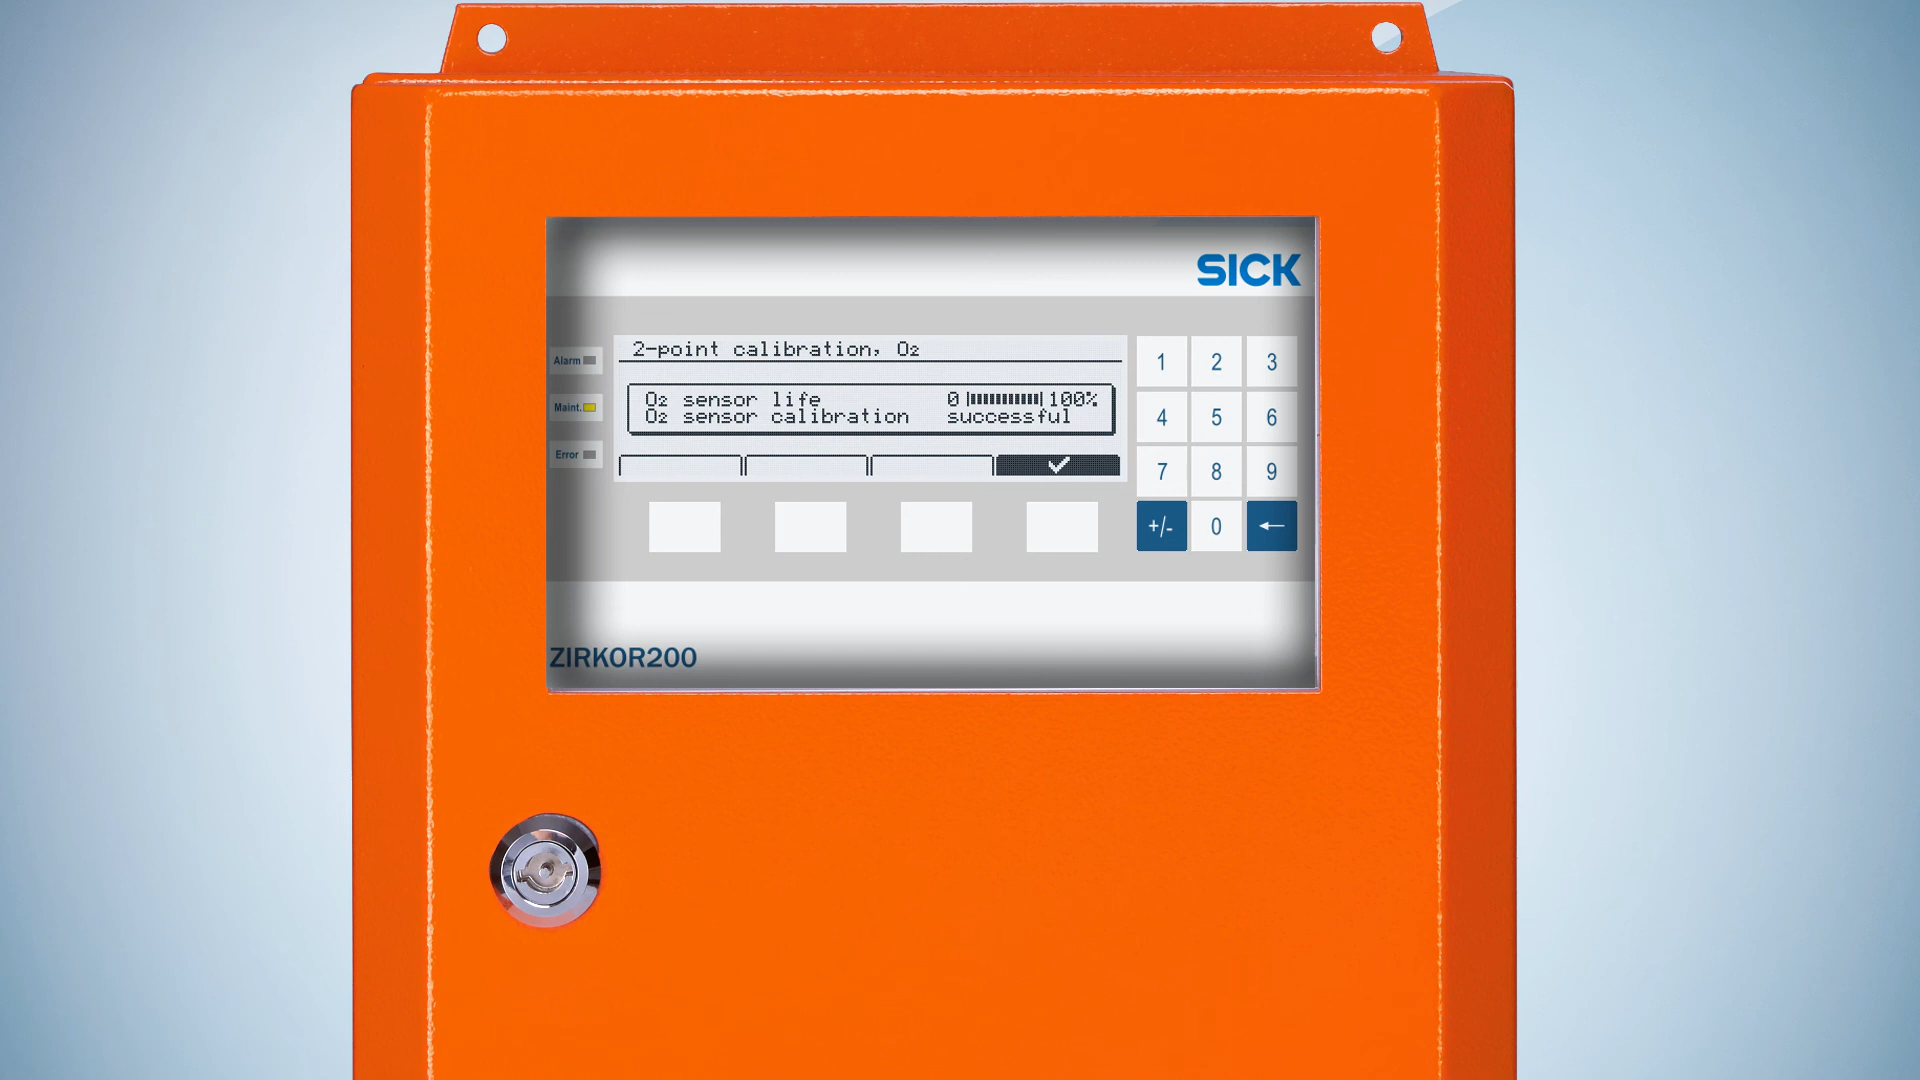 SICK
2-point calibration, O₂
Alarm
Maint.
Error
O₂ sensor life 0 100%
O₂ sensor calibration successful
1 2 3
4 5 6
7 8 9
+/- 0 ←
ZIRKOR200